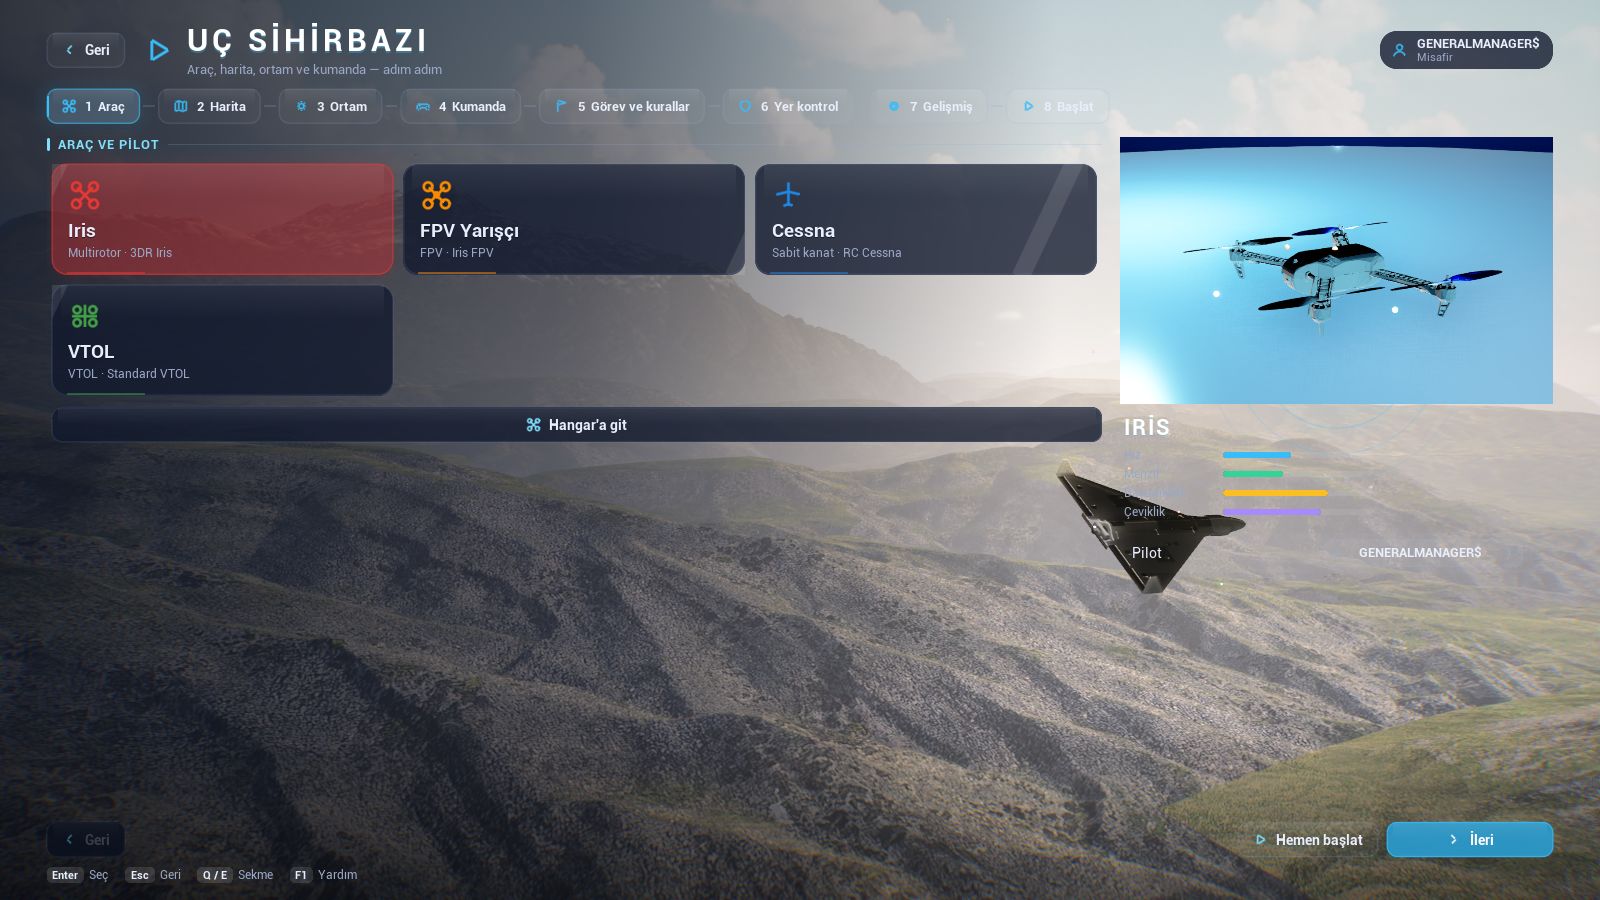 Geri
UÇ SİHİRBAZI
Araç, harita, ortam ve kumanda — adım adım
GENERALMANAGER$
Misafir
1 Araç
2 Harita
3 Ortam
4 Kumanda
5 Görev ve kurallar
6 Yer kontrol
7 Gelişmiş
8 Başlat
ARAÇ VE PİLOT
Iris
Multirotor · 3DR Iris
FPV Yarışçı
FPV · Iris FPV
Cessna
Sabit kanat · RC Cessna
VTOL
VTOL · Standard VTOL
Hangar'a git
IRİS
Hız
Menzil
Çeviklik
Pilot
GENERALMANAGER$
Geri
Hemen başlat
İleri
Enter Seç
Esc Geri
Q / E Sekme
F1 Yardım